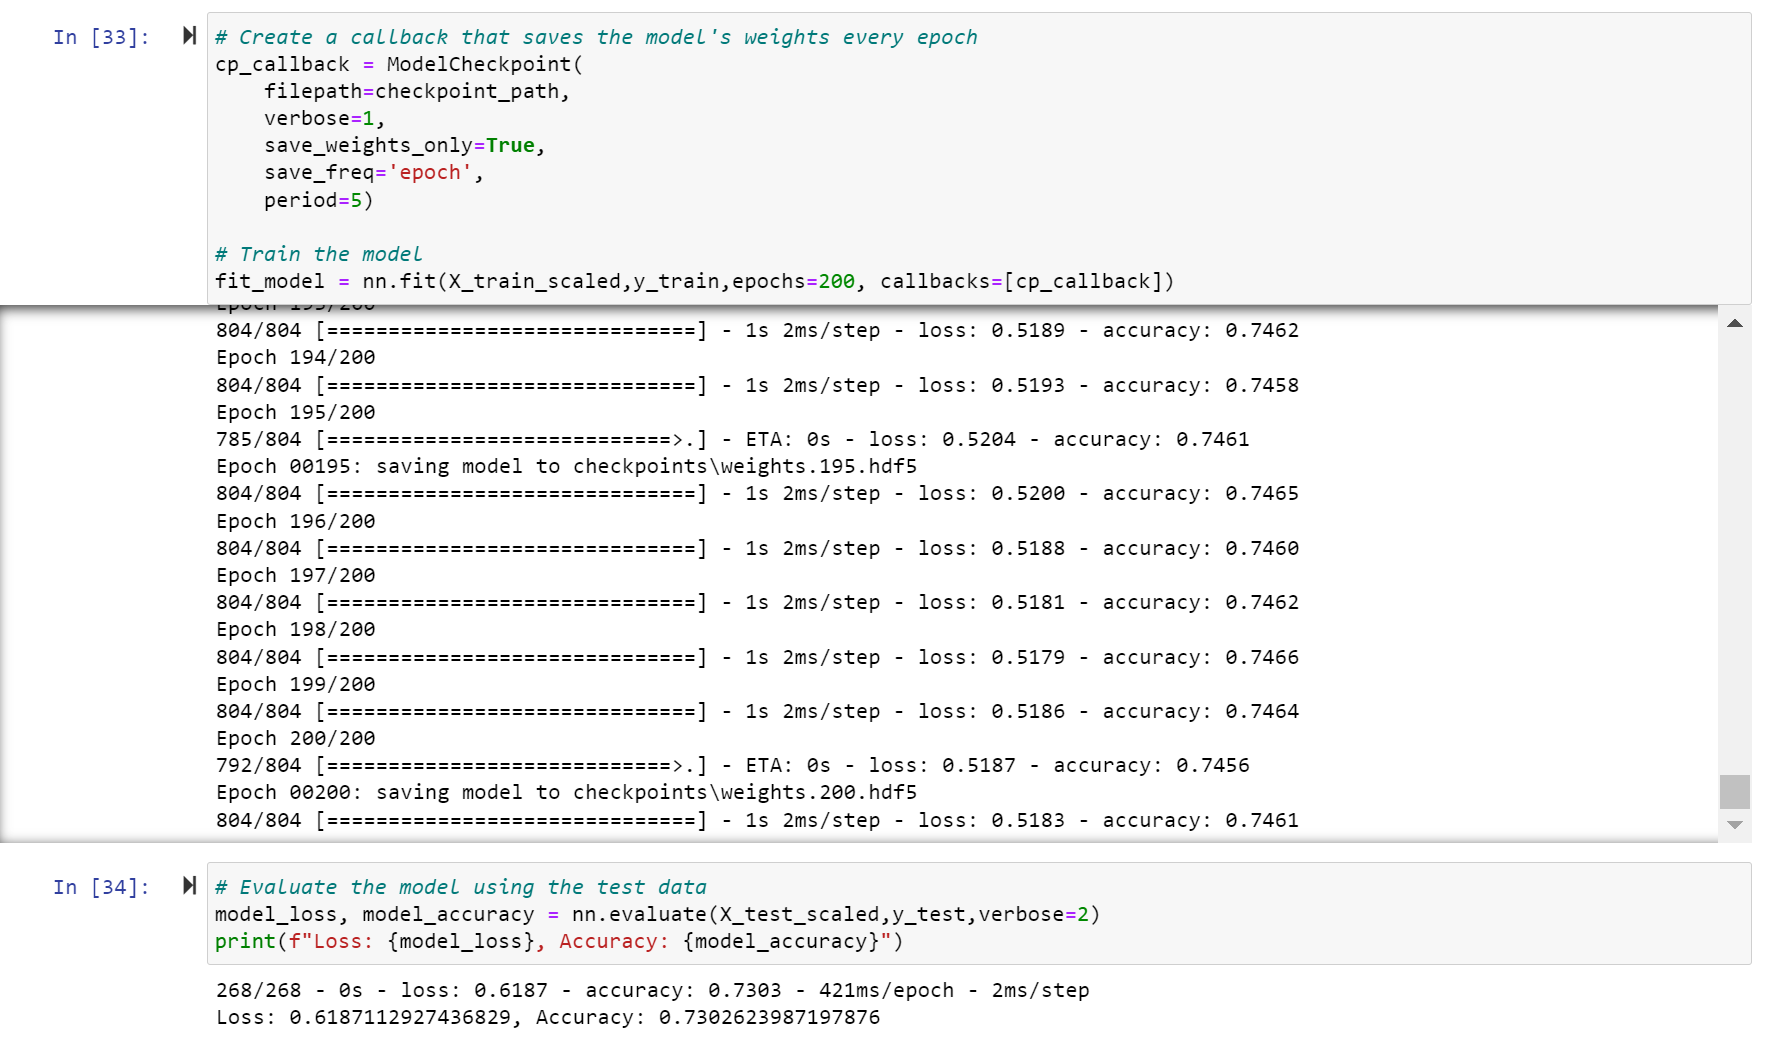 In [33]:
# Create a callback that saves the model's weights every epoch
cp_callback = ModelCheckpoint(
    filepath=checkpoint_path,
    verbose=1,
    save_weights_only=True,
    save_freq='epoch',
    period=5)
# Train the model
fit_model = nn.fit(X_train_scaled,y_train,epochs=200, callbacks=[cp_callback])
Epoch 193/200
804/804 [==============================] - 1s 2ms/step - loss: 0.5189 - accuracy: 0.7462
Epoch 194/200
804/804 [==============================] - 1s 2ms/step - loss: 0.5193 - accuracy: 0.7458
Epoch 195/200
785/804 [============================>.] - ETA: 0s - loss: 0.5204 - accuracy: 0.7461
Epoch 00195: saving model to checkpoints\weights.195.hdf5
804/804 [==============================] - 1s 2ms/step - loss: 0.5200 - accuracy: 0.7465
Epoch 196/200
804/804 [==============================] - 1s 2ms/step - loss: 0.5188 - accuracy: 0.7460
Epoch 197/200
804/804 [==============================] - 1s 2ms/step - loss: 0.5181 - accuracy: 0.7462
Epoch 198/200
804/804 [==============================] - 1s 2ms/step - loss: 0.5179 - accuracy: 0.7466
Epoch 199/200
804/804 [==============================] - 1s 2ms/step - loss: 0.5186 - accuracy: 0.7464
Epoch 200/200
792/804 [============================>.] - ETA: 0s - loss: 0.5187 - accuracy: 0.7456
Epoch 00200: saving model to checkpoints\weights.200.hdf5
804/804 [==============================] - 1s 2ms/step - loss: 0.5183 - accuracy: 0.7461
In [34]:
# Evaluate the model using the test data
model_loss, model_accuracy = nn.evaluate(X_test_scaled,y_test,verbose=2)
print(f"Loss: {model_loss}, Accuracy: {model_accuracy}")
268/268 - 0s - loss: 0.6187 - accuracy: 0.7303 - 421ms/epoch - 2ms/step
Loss: 0.6187112927436829, Accuracy: 0.7302623987197876